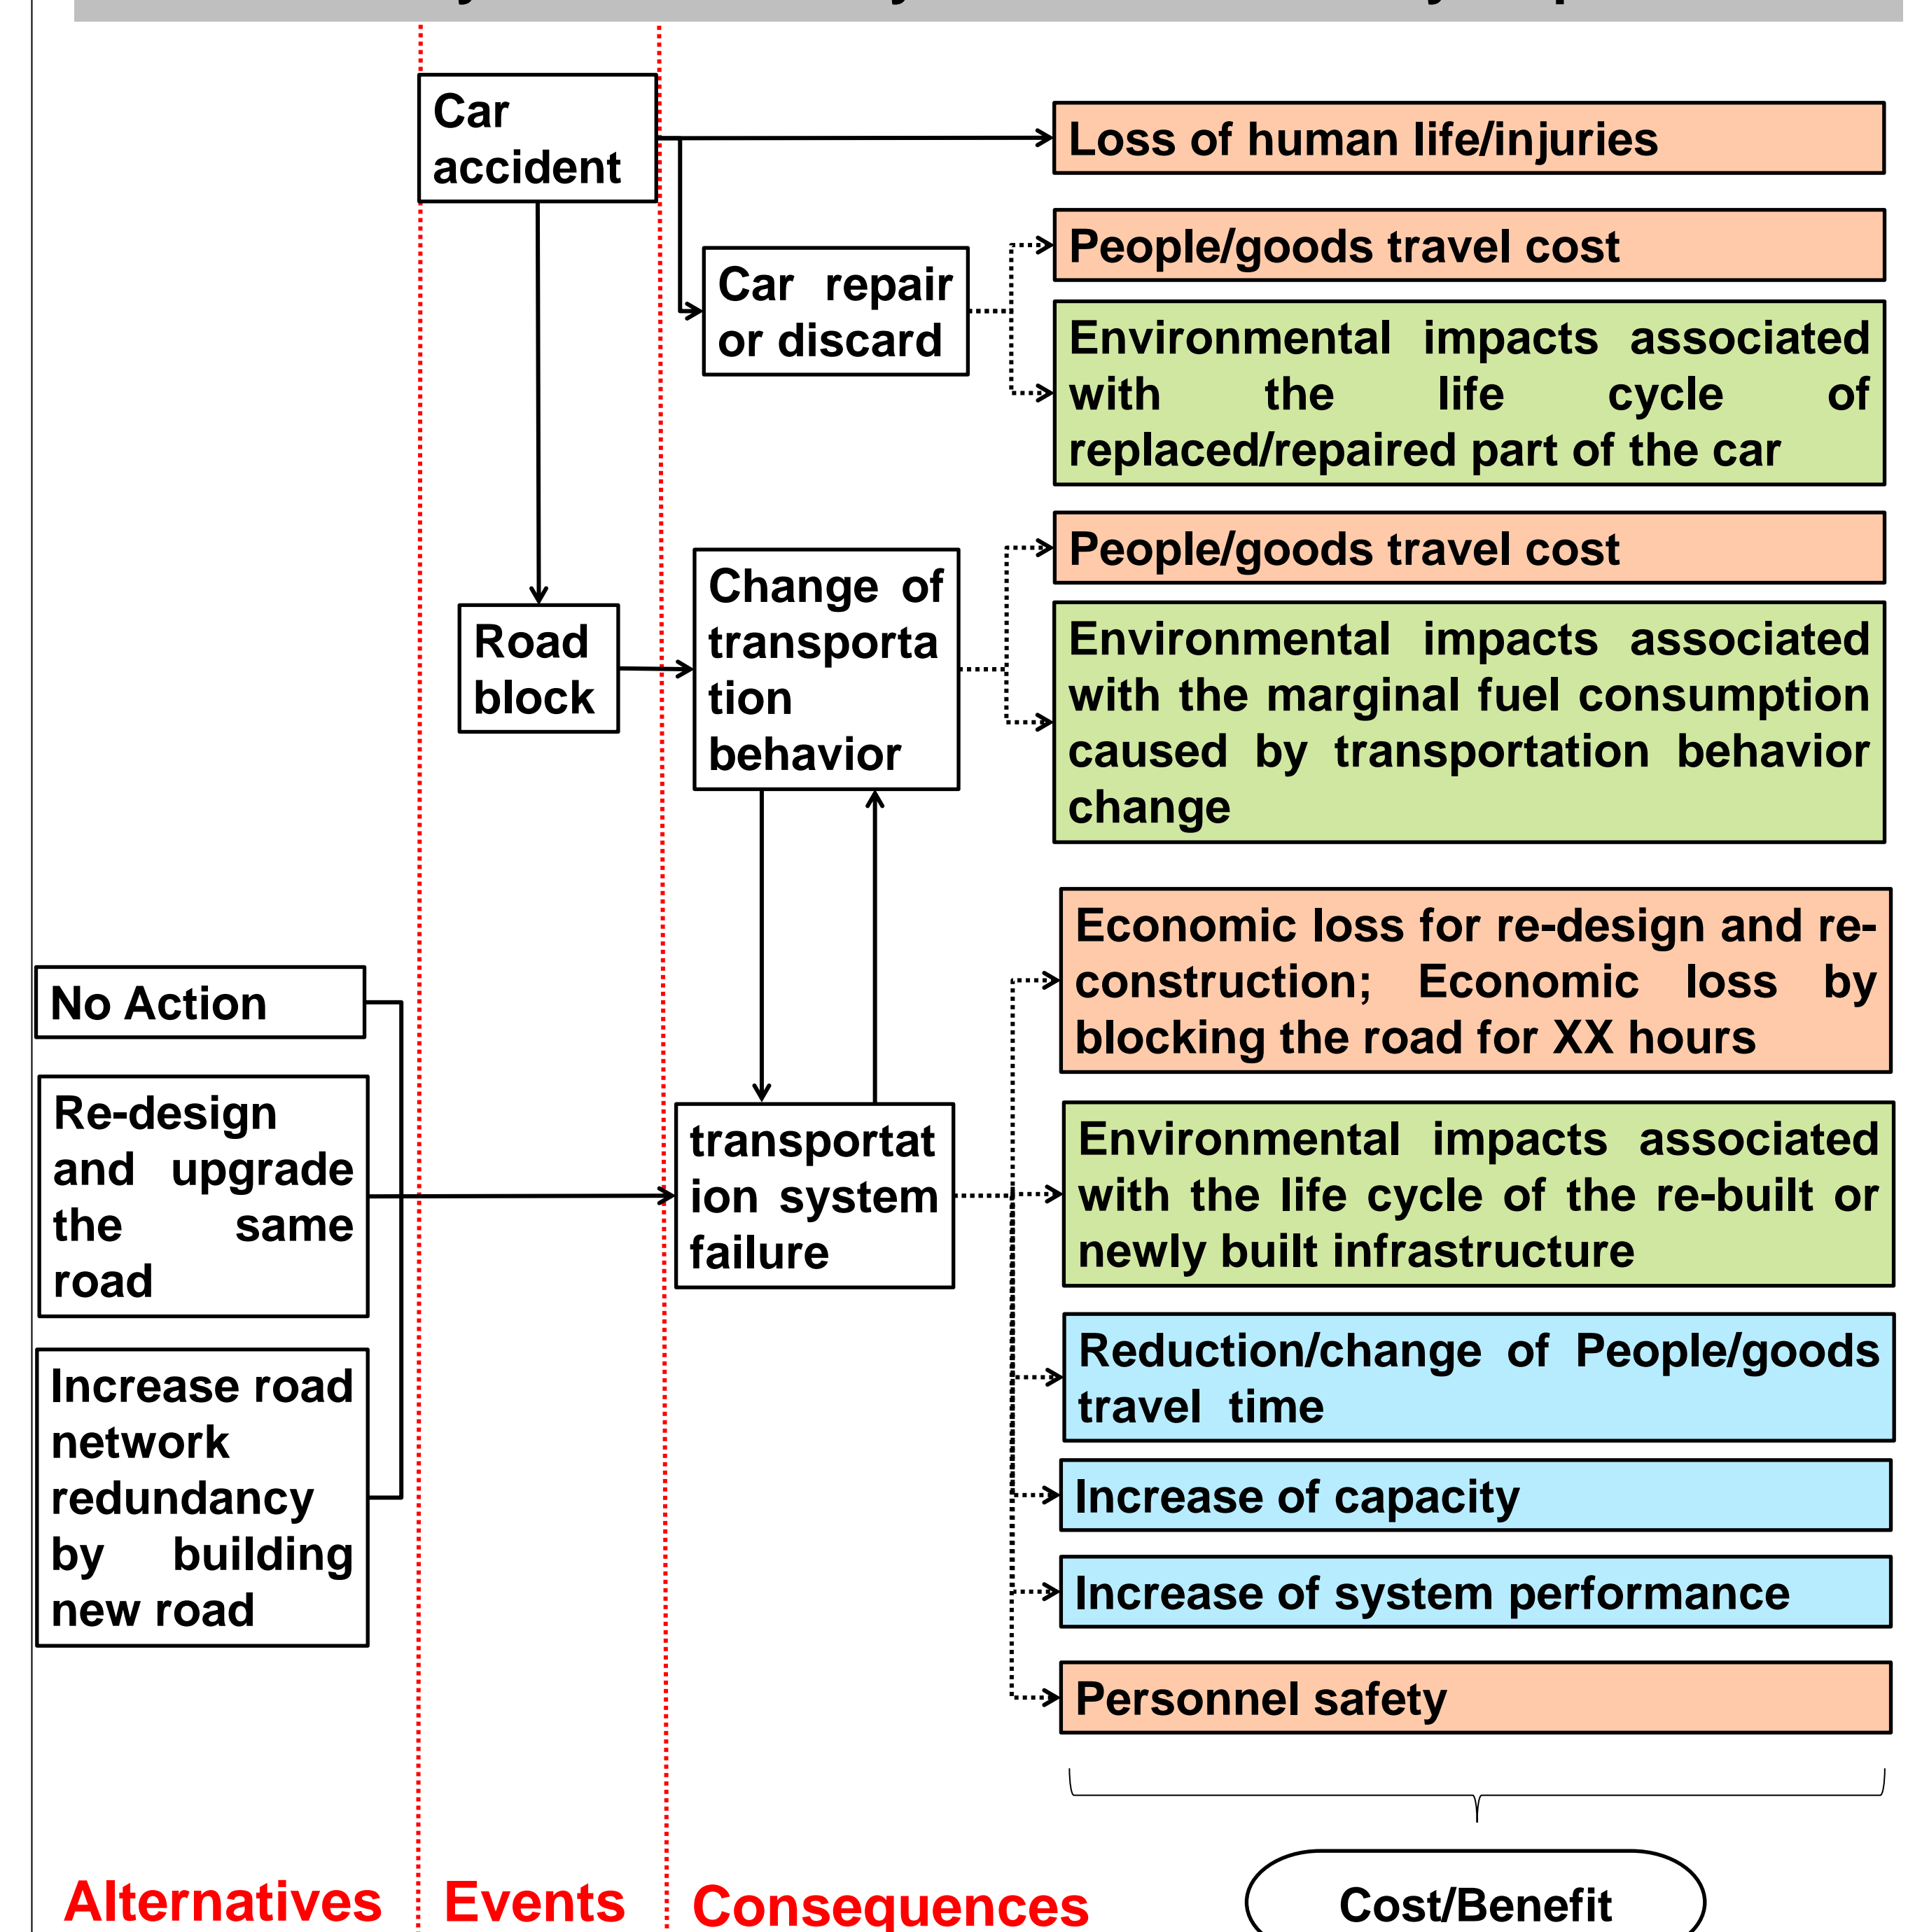 Car
accident
Loss of human life/injuries
People/goods travel cost
Car repair
or discard
Environmental impacts associated
with the life cycle of
replaced/repaired part of the car
People/goods travel cost
Change of
transporta
tion
behavior
Road
block
Environmental impacts associated
with the marginal fuel consumption
caused by transportation behavior
change
Economic loss for re-design and re-
construction; Economic loss by
blocking the road for XX hours
No Action
Re-design
and upgrade
the same
road
transportat
ion system
failure
Environmental impacts associated
with the life cycle of the re-built or
newly built infrastructure
Reduction/change of People/goods
travel time
Increase road
network
redundancy
by building
new road
Increase of capacity
Increase of system performance
Personnel safety
Alternatives
Events
Consequences
Cost/Benefit